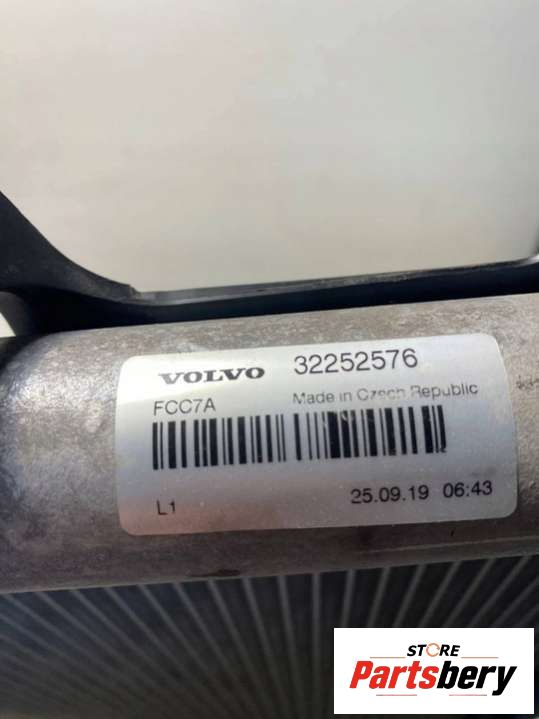 VOLVO 32252576
FCC7A Made in Czech Republic
L1 25.09.19 06:43
STORE
Partsbery